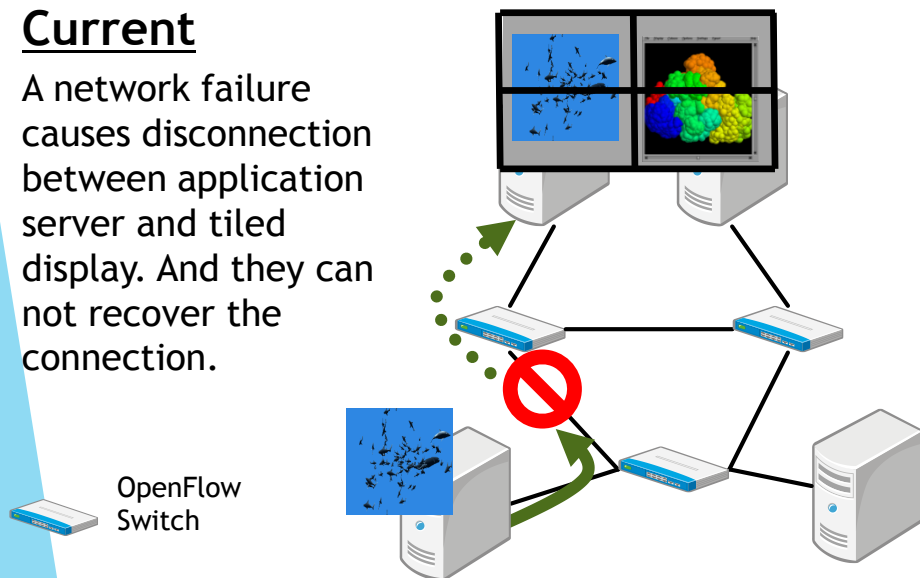 Current
A network failure
causes disconnection
between application
server and tiled
display. And they can
not recover the
connection.
OpenFlow
Switch